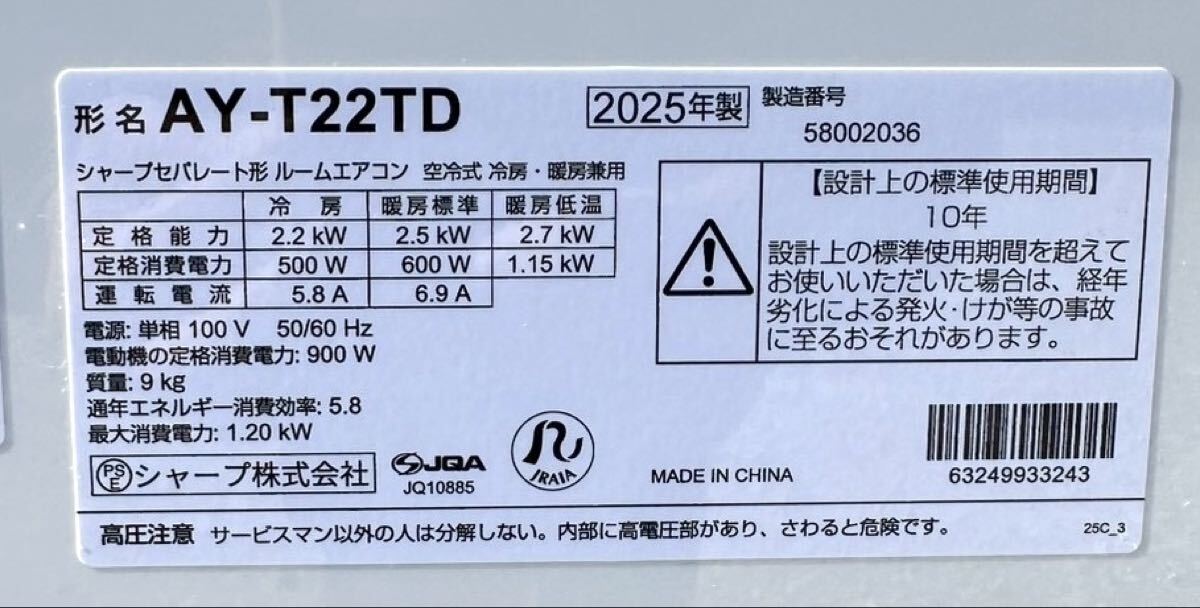 形名 AY-T22TD
2025年製
製造番号
58002036
シャープセパレート形 ルームエアコン 空冷式 冷房・暖房兼用
冷房 暖房標準 暖房低温
定格能力 2.2 kW 2.5 kW 2.7 kW
定格消費電力 500 W 600 W 1.15 kW
運転電流 5.8 A 6.9 A
電源: 単相 100 V 50/60 Hz
電動機の定格消費電力: 900 W
質量: 9 kg
通年エネルギー消費効率: 5.8
最大消費電力: 1.20 kW
PSE シャープ株式会社
JQA
JQ10885
JRAIA
【設計上の標準使用期間】
10年
設計上の標準使用期間を超えて
お使いいただいた場合は、経年
劣化による発火・けが等の事故
に至るおそれがあります。
MADE IN CHINA
63249933243
高圧注意 サービスマン以外の人は分解しない。内部に高電圧部があり、さわると危険です。
25C_3